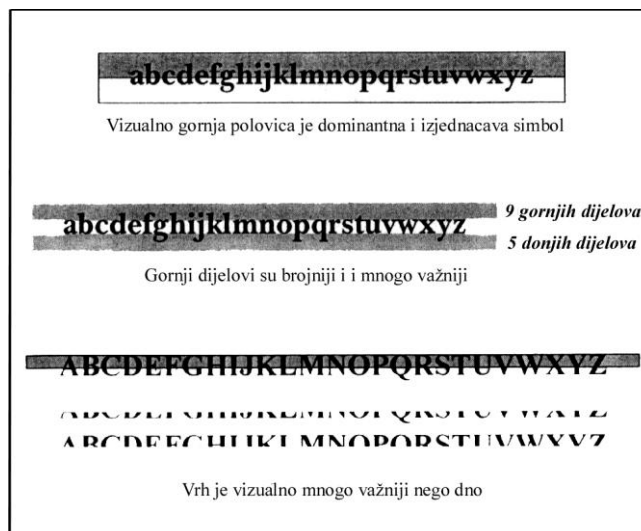 abcdefghijklmnopqrstuvwxyz
Vizualno gornja polovica je dominantna i izjednacava simbol
9 gornjih dijelova
abcdefghijklmnopqrstuvwxyz
5 donjih dijelova
Gornji dijelovi su brojniji i i mnogo važniji
ABCDEFGHIJKLMNOPQRSTUVWXYZ
Vrh je vizualno mnogo važniji nego dno